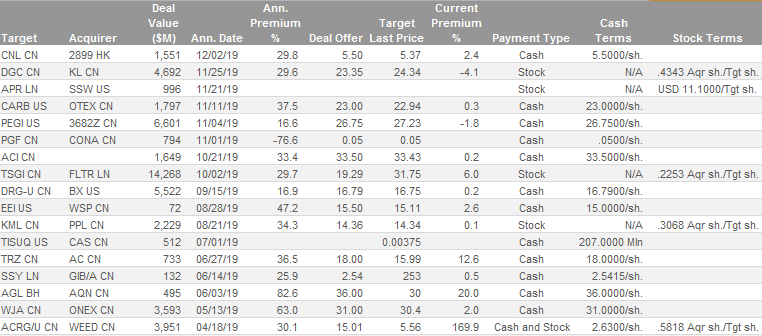 Target Acquirer Deal Value ($M) Ann. Date Ann. Premium % Deal Offer Target Last Price Current Premium % Payment Type Cash Terms Stock Terms
CNL CN 2899 HK 1,551 12/02/19 29.8 5.50 5.37 2.4 Cash 5.5000/sh.
DGC CN KL CN 4,692 11/25/19 29.6 23.35 24.34 -4.1 Stock N/A .4343 Aqr sh./Tgt sh.
APR LN SSW US 996 11/21/19 Stock N/A USD 11.1000/Tgt sh.
CARB US OTEX CN 1,797 11/11/19 37.5 23.00 22.94 0.3 Cash 23.0000/sh.
PEGI US 3682Z CN 6,601 11/04/19 16.6 26.75 27.23 -1.8 Cash 26.7500/sh.
PGF CN CONA CN 794 11/01/19 -76.6 0.05 0.05 Cash .0500/sh.
ACI CN 1,649 10/21/19 33.4 33.50 33.43 0.2 Cash 33.5000/sh.
TSGI CN FLTR LN 14,268 10/02/19 29.7 19.29 31.75 6.0 Stock N/A .2253 Aqr sh./Tgt sh.
DRG-U CN BX US 5,522 09/15/19 16.9 16.79 16.75 0.2 Cash 16.7900/sh.
EEI US WSP CN 72 08/28/19 47.2 15.50 15.11 2.6 Cash 15.0000/sh.
KML CN PPL CN 2,229 08/21/19 34.3 14.36 14.34 0.1 Stock N/A .3068 Aqr sh./Tgt sh.
TISUQ US CAS CN 512 07/01/19 0.00375 Cash 207.0000 Mln
TRZ CN AC CN 733 06/27/19 36.5 18.00 15.99 12.6 Cash 18.0000/sh.
SSY LN GIB/A CN 132 06/14/19 25.9 2.54 253 0.5 Cash 2.5415/sh.
AGL BH AQN CN 495 06/03/19 82.6 36.00 30 20.0 Cash 36.0000/sh.
WJA CN ONEX CN 3,593 05/13/19 63.0 31.00 30.4 2.0 Cash 31.0000/sh.
ACRG/U CN WEED CN 3,951 04/18/19 30.1 15.01 5.56 169.9 Cash and Stock 2.6300/sh. .5818 Aqr sh./Tgt sh.